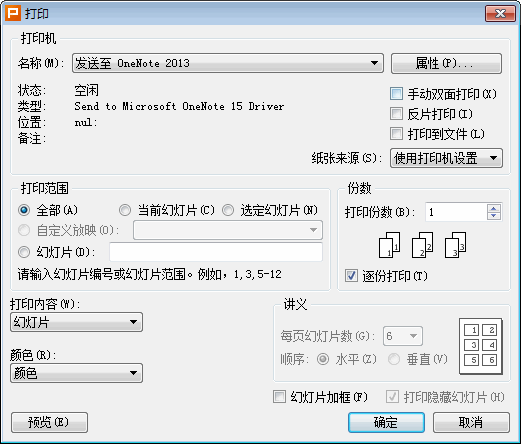 打印
打印机
名称(M): 发送至 OneNote 2013 属性(P)...
状态: 空闲
类型: Send to Microsoft OneNote 15 Driver
位置: nul:
备注:
手动双面打印(X)
反片打印(I)
打印到文件(L)
纸张来源(S): 使用打印机设置
打印范围
全部(A) 当前幻灯片(C) 选定幻灯片(N)
自定义放映(O):
幻灯片(D):
请输入幻灯片编号或幻灯片范围。例如，1,3,5-12
份数
打印份数(B): 1
1 1 2 2 3 3
逐份打印(T)
打印内容(W):
幻灯片
颜色(R):
颜色
讲义
每页幻灯片数(G): 6
顺序: 水平(Z) 垂直(V)
1 2
3 4
5 6
幻灯片加框(F) 打印隐藏幻灯片(H)
预览(E) 确定 取消